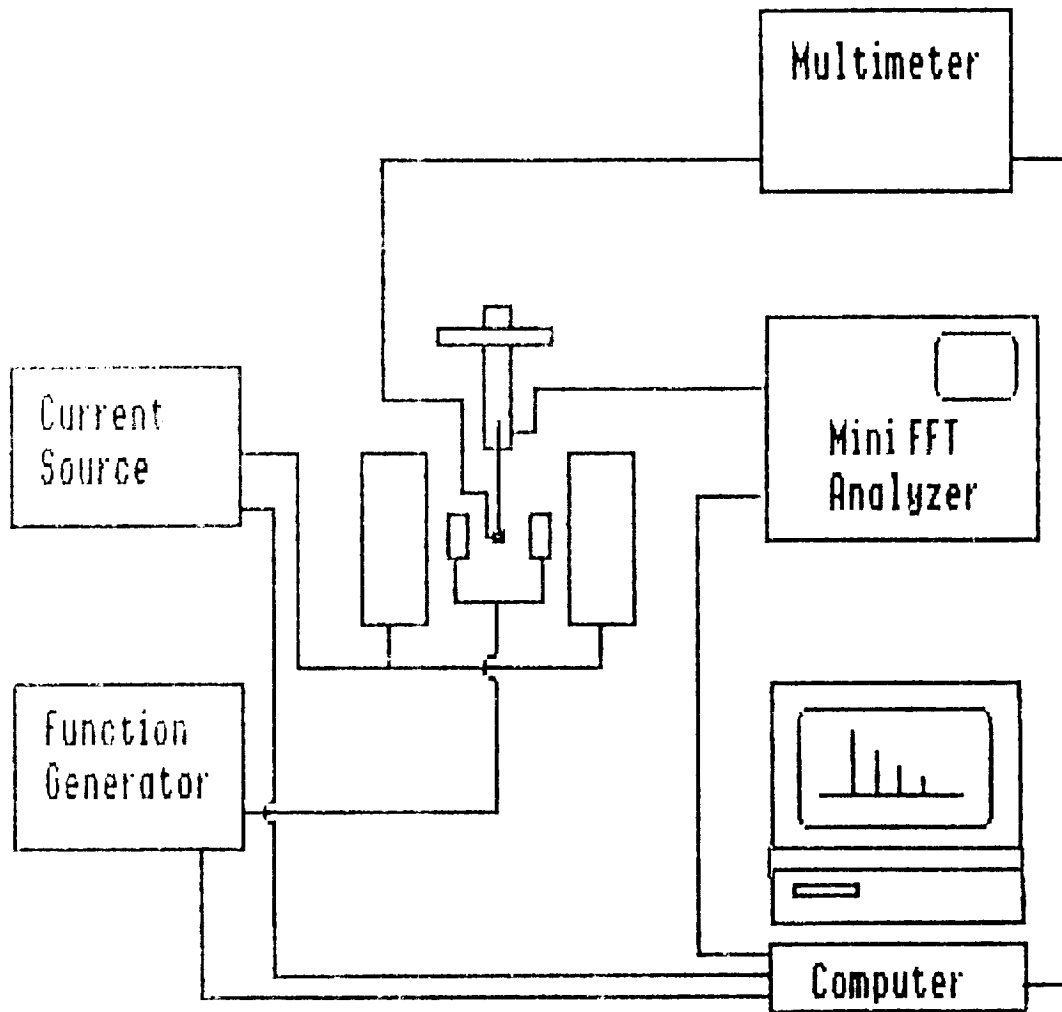 Multimeter
Current
Source
Mini FFT
Analyzer
Function
Generator
Computer